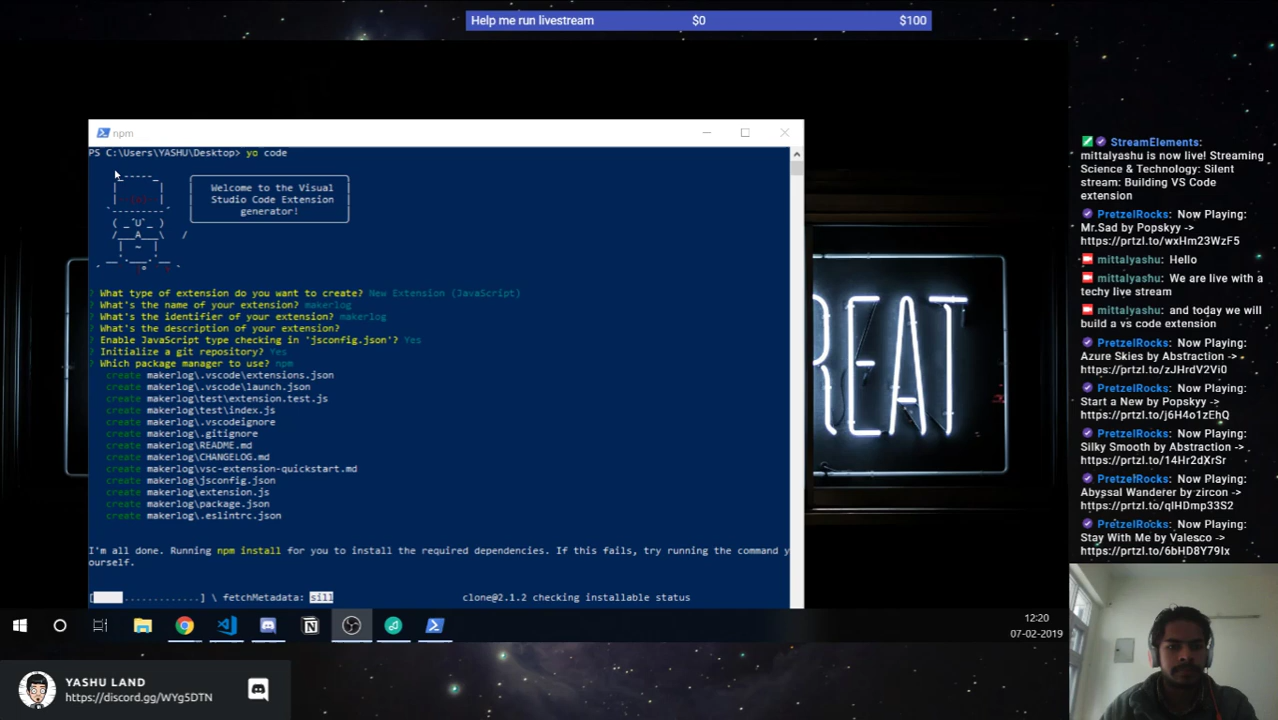 Help me run livestream $0 $100
npm
PS C:\Users\YASHU\Desktop> yo code
Welcome to the Visual
Studio Code Extension
generator!
? What type of extension do you want to create? New Extension (JavaScript)
? What's the name of your extension? makerlog
? What's the identifier of your extension? makerlog
? What's the description of your extension?
? Enable JavaScript type checking in 'jsconfig.json'? Yes
? Initialize a git repository? Yes
? Which package manager to use? npm
create makerlog\.vscode\extensions.json
create makerlog\.vscode\launch.json
create makerlog\test\extension.test.js
create makerlog\test\index.js
create makerlog\.vscodeignore
create makerlog\.gitignore
create makerlog\README.md
create makerlog\CHANGELOG.md
create makerlog\vsc-extension-quickstart.md
create makerlog\jsconfig.json
create makerlog\extension.js
create makerlog\package.json
create makerlog\.eslintrc.json
I'm all done. Running npm install for you to install the required dependencies. If this fails, try running the command y
ourself.
[.............] \ fetchMetadata: sill clone@2.1.2 checking installable status
REAT
StreamElements:
mittalyashu is now live! Streaming
Science & Technology: Silent
stream: Building VS Code
extension
PretzelRocks: Now Playing:
Mr.Sad by Popskyy ->
https://prtzl.to/wxHm23WzF5
mittalyashu: Hello
mittalyashu: We are live with a
techy live stream
mittalyashu: and today we will
build a vs code extension
PretzelRocks: Now Playing:
Azure Skies by Abstraction ->
https://prtzl.to/zJHrdV2Vi0
PretzelRocks: Now Playing:
Start a New by Popskyy ->
https://prtzl.to/j6H4o1zEhQ
PretzelRocks: Now Playing:
Silky Smooth by Abstraction ->
https://prtzl.to/14Hr2dXrSr
PretzelRocks: Now Playing:
Abyssal Wanderer by zircon ->
https://prtzl.to/qIHDmp33S2
PretzelRocks: Now Playing:
Stay With Me by Valesco ->
https://prtzl.to/6bHD8Y79Ix
12:20
07-02-2019
YASHU LAND
https://discord.gg/WYg5DTN